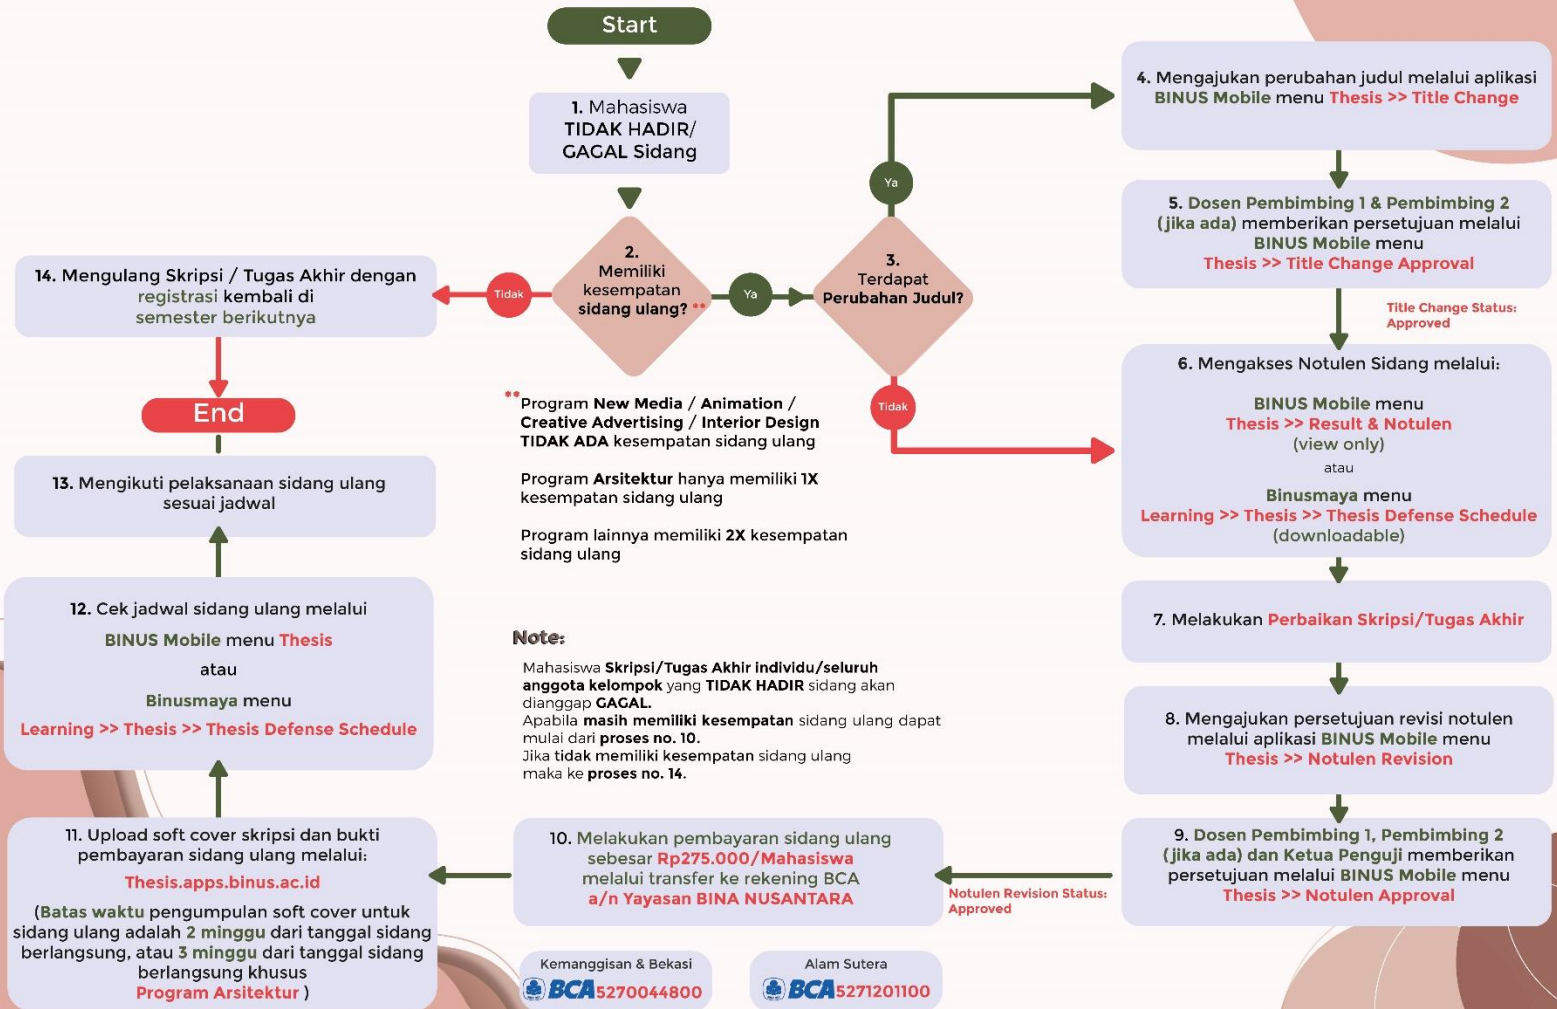 Start
1. Mahasiswa
TIDAK HADIR/
GAGAL Sidang
2.
Memiliki
kesempatan
sidang ulang? **
Tidak
Ya
3.
Terdapat
Perubahan Judul?
Ya
Tidak
4. Mengajukan perubahan judul melalui aplikasi
BINUS Mobile menu Thesis >> Title Change
5. Dosen Pembimbing 1 & Pembimbing 2
(jika ada) memberikan persetujuan melalui
BINUS Mobile menu
Thesis >> Title Change Approval
Title Change Status:
Approved
6. Mengakses Notulen Sidang melalui:
BINUS Mobile menu
Thesis >> Result & Notulen
(view only)
atau
Binusmaya menu
Learning >> Thesis >> Thesis Defense Schedule
(downloadable)
7. Melakukan Perbaikan Skripsi/Tugas Akhir
8. Mengajukan persetujuan revisi notulen
melalui aplikasi BINUS Mobile menu
Thesis >> Notulen Revision
9. Dosen Pembimbing 1, Pembimbing 2
(jika ada) dan Ketua Penguji memberikan
persetujuan melalui BINUS Mobile menu
Thesis >> Notulen Approval
Notulen Revision Status:
Approved
10. Melakukan pembayaran sidang ulang
sebesar Rp275.000/Mahasiswa
melalui transfer ke rekening BCA
a/n Yayasan BINA NUSANTARA
Kemanggisan & Bekasi
BCA 5270044800
Alam Sutera
BCA 5271201100
11. Upload soft cover skripsi dan bukti
pembayaran sidang ulang melalui:
Thesis.apps.binus.ac.id
(Batas waktu pengumpulan soft cover untuk
sidang ulang adalah 2 minggu dari tanggal sidang
berlangsung, atau 3 minggu dari tanggal sidang
berlangsung khusus
Program Arsitektur )
12. Cek jadwal sidang ulang melalui
BINUS Mobile menu Thesis
atau
Binusmaya menu
Learning >> Thesis >> Thesis Defense Schedule
13. Mengikuti pelaksanaan sidang ulang
sesuai jadwal
End
14. Mengulang Skripsi / Tugas Akhir dengan
registrasi kembali di
semester berikutnya
**Program New Media / Animation /
Creative Advertising / Interior Design
TIDAK ADA kesempatan sidang ulang
Program Arsitektur hanya memiliki 1X
kesempatan sidang ulang
Program lainnya memiliki 2X kesempatan
sidang ulang
Note:
Mahasiswa Skripsi/Tugas Akhir individu/seluruh
anggota kelompok yang TIDAK HADIR sidang akan
dianggap GAGAL.
Apabila masih memiliki kesempatan sidang ulang dapat
mulai dari proses no. 10.
Jika tidak memiliki kesempatan sidang ulang
maka ke proses no. 14.